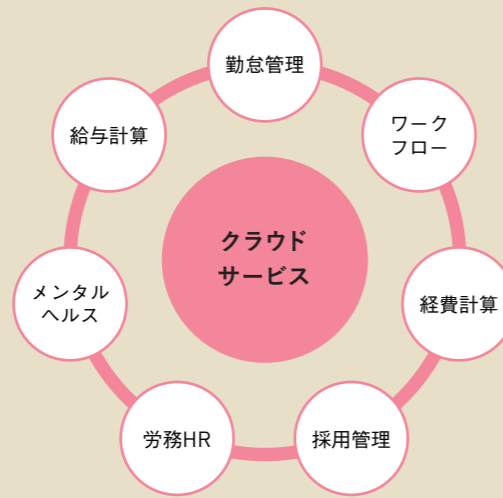 勤怠管理
ワーク
フロー
経費計算
採用管理
労務HR
メンタル
ヘルス
給与計算
クラウド
サービス